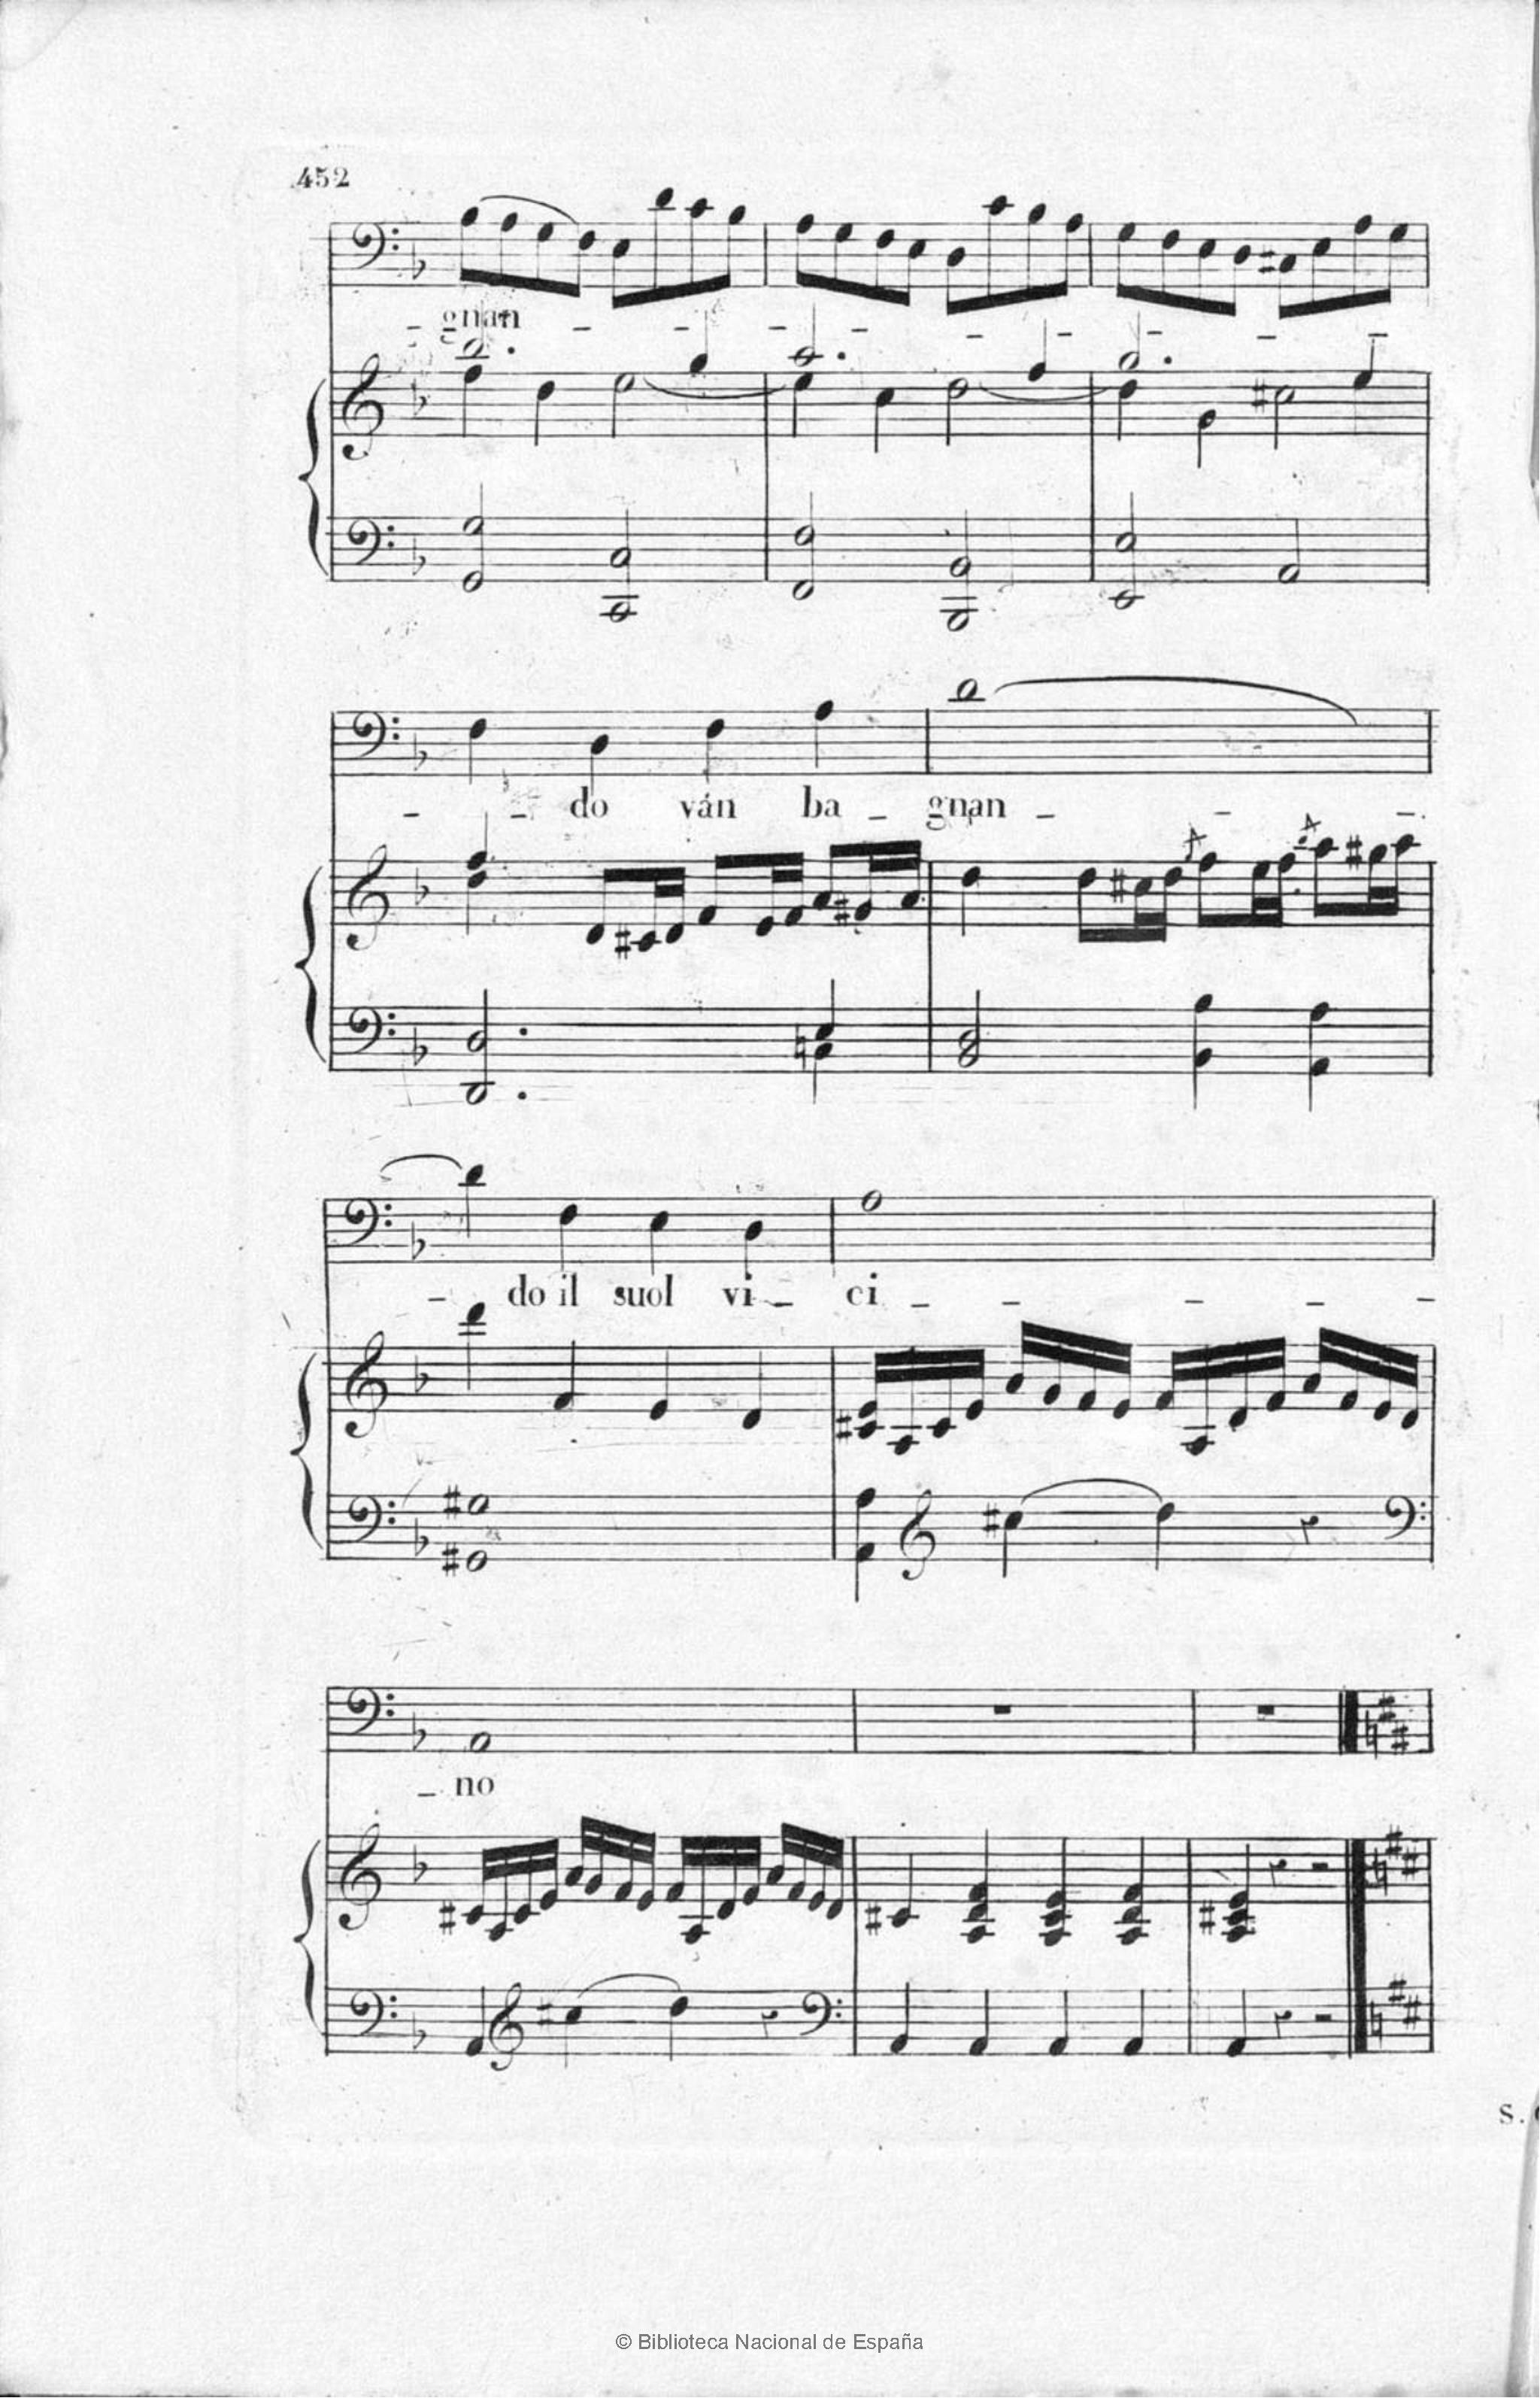 452
_ gnan _ _ _ _ _ _ _ _ _
_ _ do ván ba _ gnan _ _ _
_ do il suol vi _ ci _ _ _ _ _
_ no
S.
© Biblioteca Nacional de España